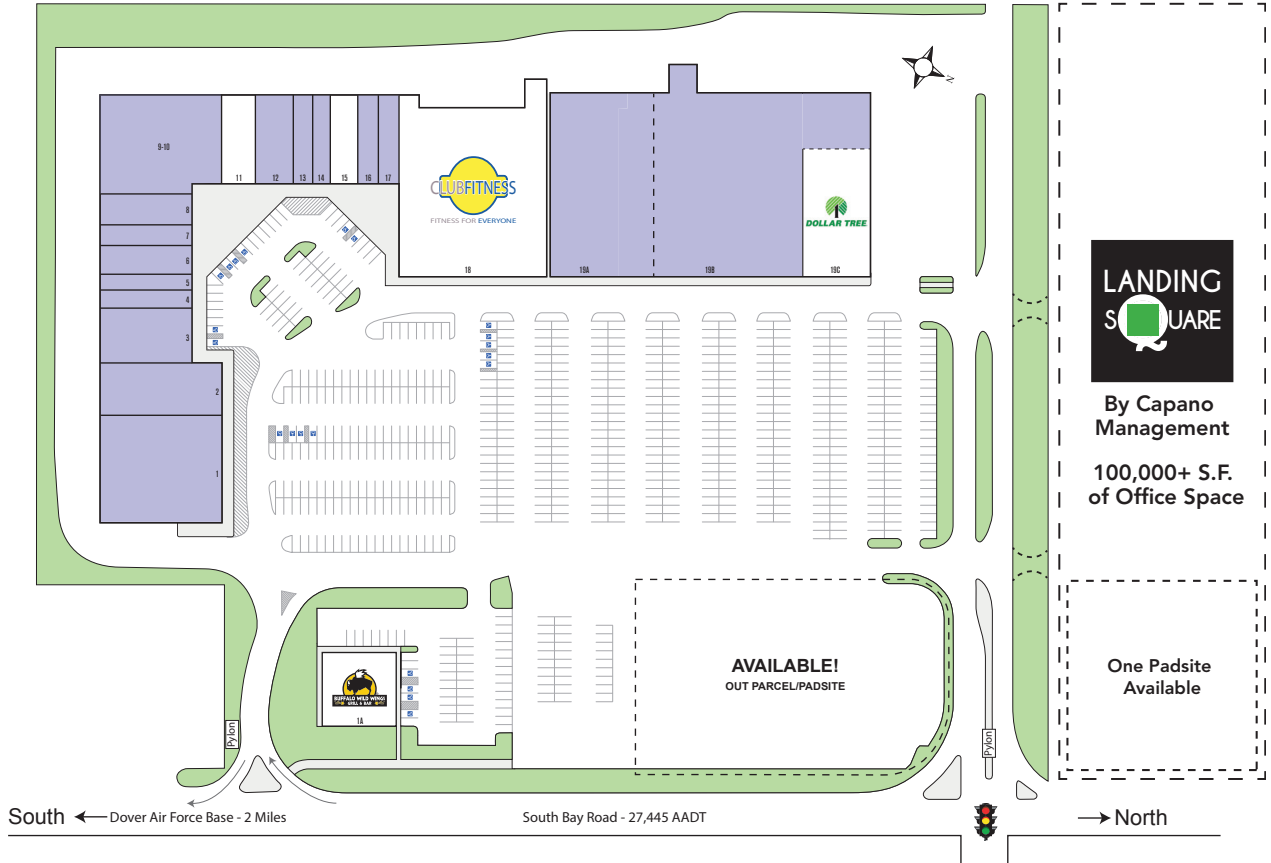 N
9-10
11
12
13
14
15
16
17
8
7
6
5
4
3
2
1
CLUBFITNESS
FITNESS FOR EVERYONE
18
19A
19B
DOLLAR TREE
19C
LANDING
SQUARE
By Capano
Management
100,000+ S.F.
of Office Space
AVAILABLE!
OUT PARCEL/PADSITE
One Padsite
Available
BUFFALO WILD WINGS
GRILL & BAR
1A
Pylon
Pylon
South
Dover Air Force Base - 2 Miles
South Bay Road - 27,445 AADT
North